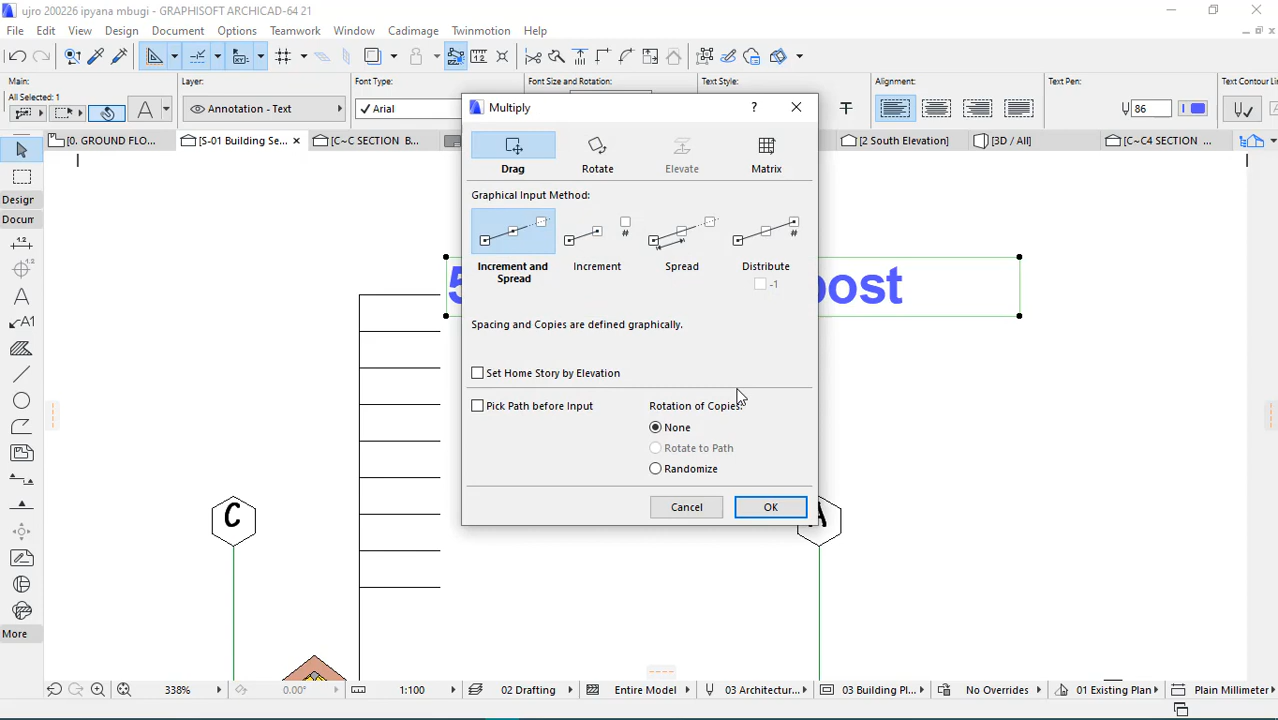 ujro 200226 ipyana mbugi - GRAPHISOFT ARCHICAD-64 21
File Edit View Design Document Options Teamwork Window Cadimage Twinmotion Help
Main: Layer: Font Type: Font Size and Rotation: Text Style: Alignment: Text Pen: Text Contour Lin
All Selected: 1
Annotation - Text
Arial
86
[0. GROUND FLO...
[S-01 Building Se...
[C~C SECTION B...
[2 South Elevation]
[3D / All]
[C~C4 SECTION ...
Design
Docum
A1
More
Multiply
?
Drag Rotate Elevate Matrix
Graphical Input Method:
# #
Increment and Spread
Increment
Spread
Distribute
-1
Spacing and Copies are defined graphically.
Set Home Story by Elevation
Pick Path before Input
Rotation of Copies:
None
Rotate to Path
Randomize
Cancel OK
5
post
C
A
338% 0.00° 1:100 02 Drafting Entire Model 03 Architectur... 03 Building Pl... No Overrides 01 Existing Plan Plain Millimeter